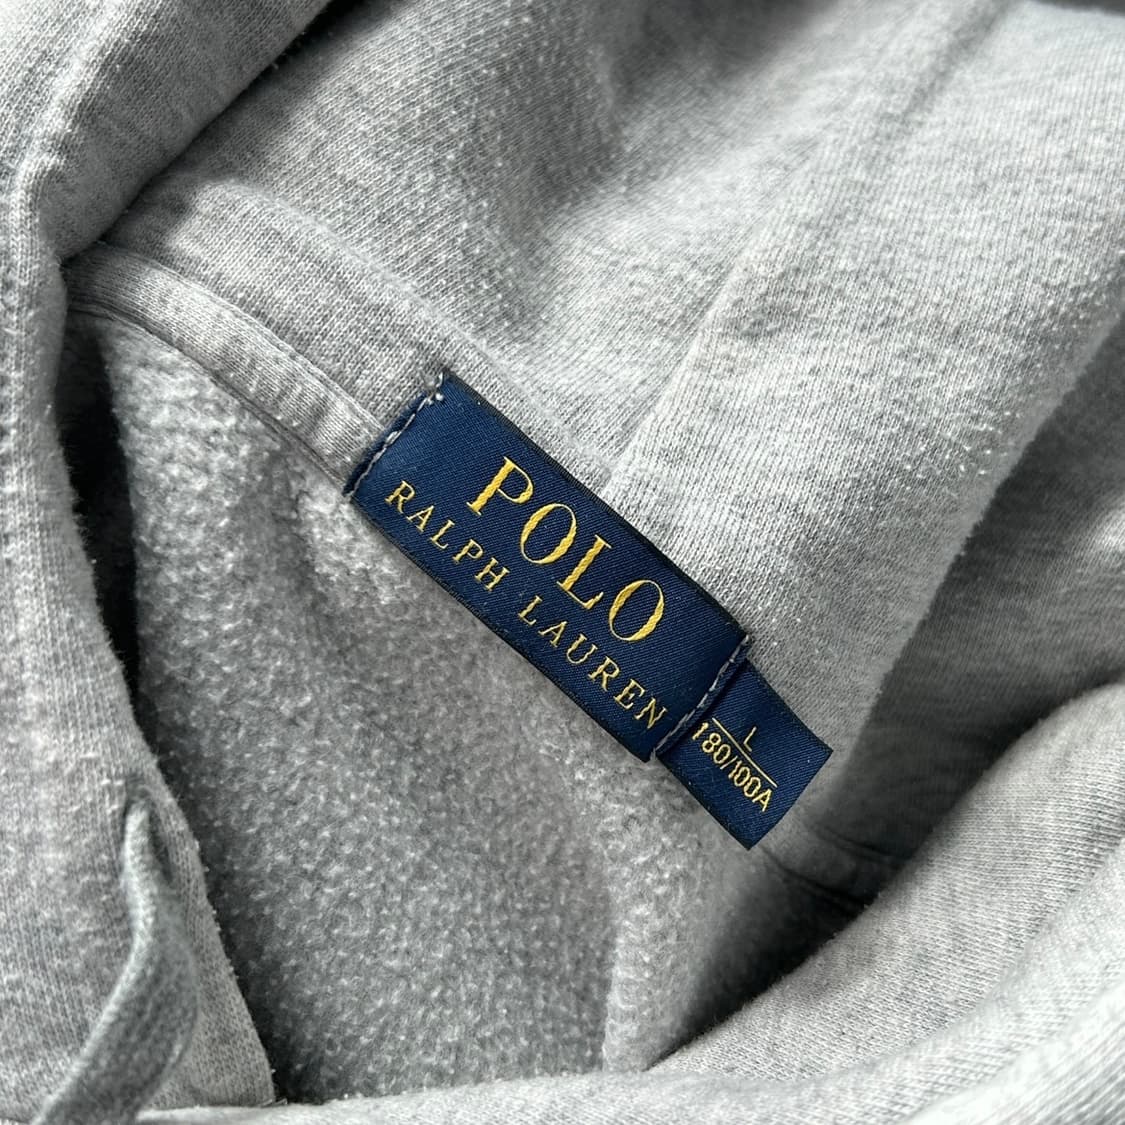 POLO
RALPH LAUREN
L
180/100A